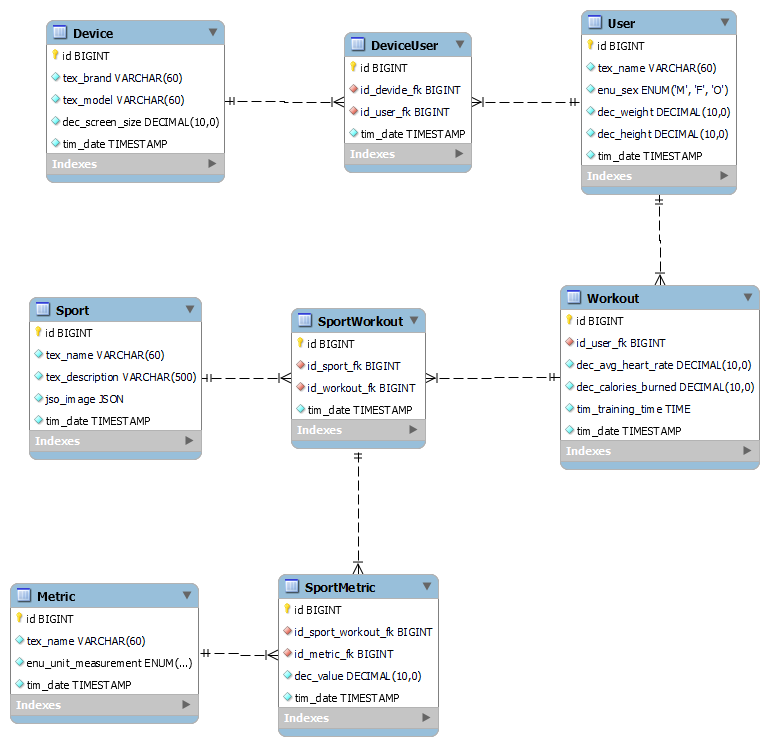 Device
id BIGINT
tex_brand VARCHAR(60)
tex_model VARCHAR(60)
dec_screen_size DECIMAL(10,0)
tim_date TIMESTAMP
Indexes
DeviceUser
id BIGINT
id_devide_fk BIGINT
id_user_fk BIGINT
tim_date TIMESTAMP
Indexes
User
id BIGINT
tex_name VARCHAR(60)
enu_sex ENUM('M', 'F', 'O')
dec_weight DECIMAL(10,0)
dec_height DECIMAL(10,0)
tim_date TIMESTAMP
Indexes
Sport
id BIGINT
tex_name VARCHAR(60)
tex_description VARCHAR(500)
jso_image JSON
tim_date TIMESTAMP
Indexes
SportWorkout
id BIGINT
id_sport_fk BIGINT
id_workout_fk BIGINT
tim_date TIMESTAMP
Indexes
Workout
id BIGINT
id_user_fk BIGINT
dec_avg_heart_rate DECIMAL(10,0)
dec_calories_burned DECIMAL(10,0)
tim_training_time TIME
tim_date TIMESTAMP
Indexes
Metric
id BIGINT
tex_name VARCHAR(60)
enu_unit_measurement ENUM(...)
tim_date TIMESTAMP
Indexes
SportMetric
id BIGINT
id_sport_workout_fk BIGINT
id_metric_fk BIGINT
dec_value DECIMAL(10,0)
tim_date TIMESTAMP
Indexes